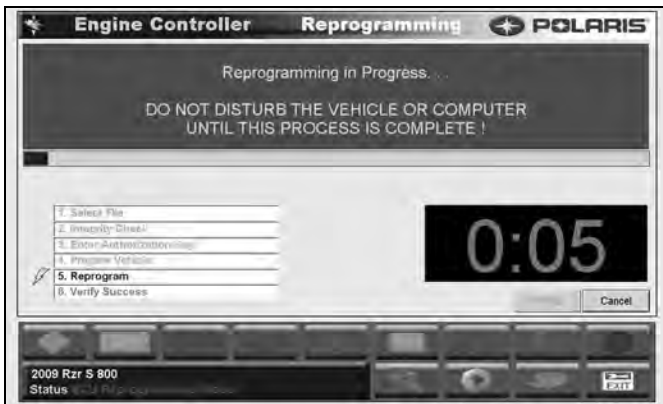 Engine Controller Reprogramming POLARIS
Reprogramming in Progress. . .
DO NOT DISTURB THE VEHICLE OR COMPUTER
UNTIL THIS PROCESS IS COMPLETE !
1. Select File
2. Integrity Check
3. Enter Authorization Key
4. Prepare Vehicle
5. Reprogram
6. Verify Success
0:05
Cancel
2009 Rzr S 800
Status
EXIT